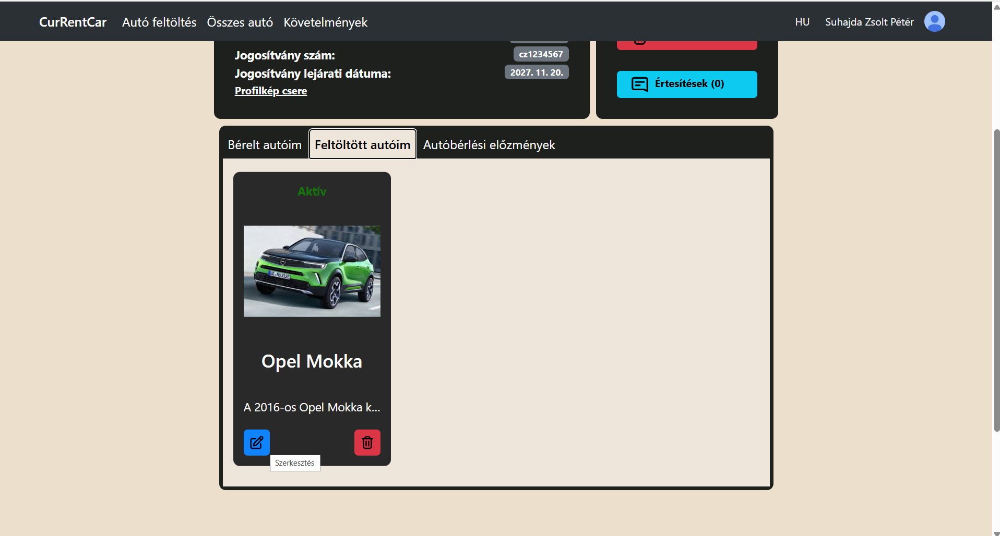 CurRentCar Autó feltöltés Összes autó Követelmények HU Suhajda Zsolt Pétér
Jogosítvány szám: cz1234567
Jogosítvány lejárati dátuma: 2027. 11. 20.
Profilkép csere
Értesítések (0)
Bérelt autóim Feltöltött autóim Autóbérlési előzmények
Aktív
Opel Mokka
A 2016-os Opel Mokka k...
Szerkesztés